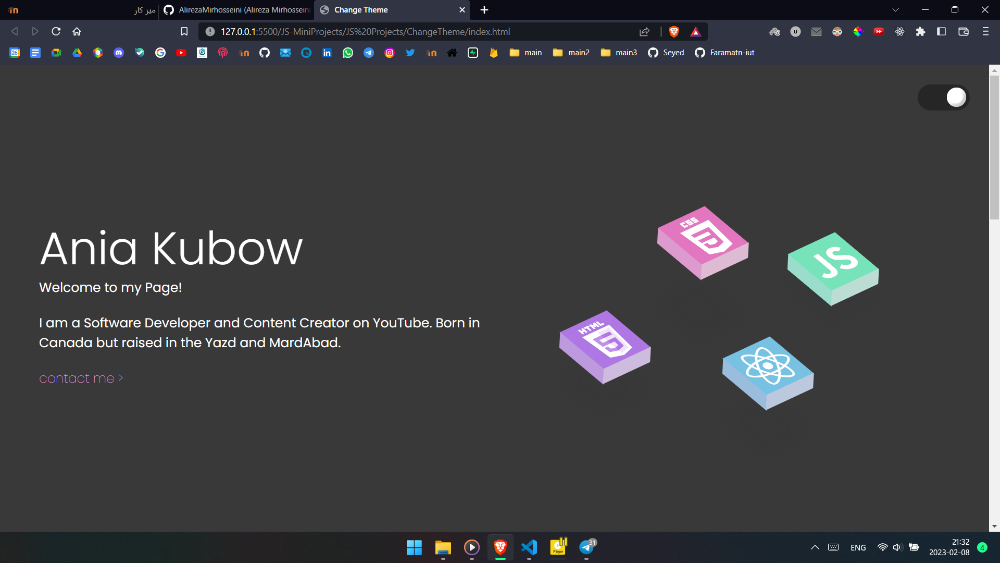 میز کار
AlirezaMirhosseini (Alireza Mirhossein
Change Theme
127.0.0.1:5500/JS-MiniProjects/JS%20Projects/ChangeTheme/index.html
main
main2
main3
Seyed
Faramatn-iut
Ania Kubow
Welcome to my Page!
I am a Software Developer and Content Creator on YouTube. Born in
Canada but raised in the Yazd and MardAbad.
contact me >
CSS
JS
HTML
ENG
21:32
2023-02-08